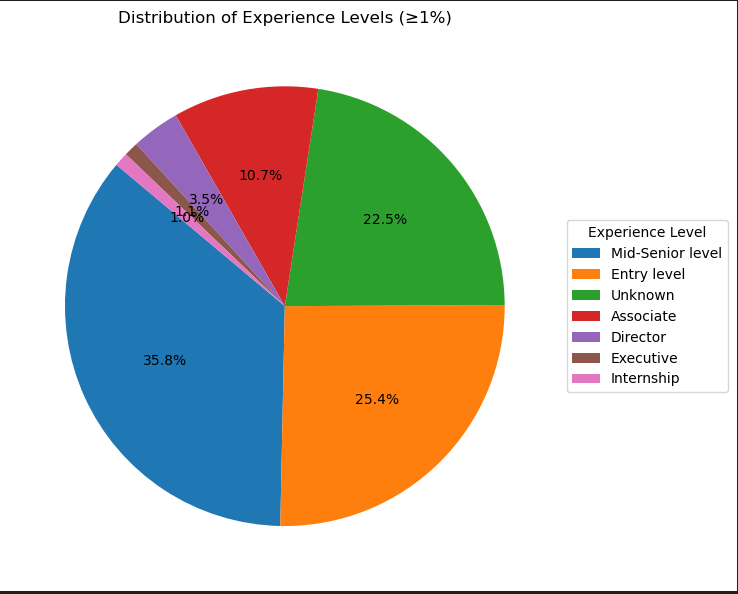 Distribution of Experience Levels (≥1%)
10.7%
3.5%
1.1%
1.0%
22.5%
35.8%
25.4%
Experience Level
Mid-Senior level
Entry level
Unknown
Associate
Director
Executive
Internship